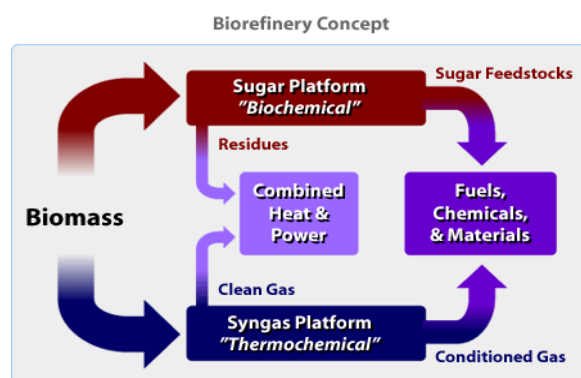 Biorefinery Concept
Sugar Platform
"Biochemical"
Sugar Feedstocks
Residues
Combined
Heat &
Power
Fuels,
Chemicals,
& Materials
Biomass
Clean Gas
Syngas Platform
"Thermochemical"
Conditioned Gas